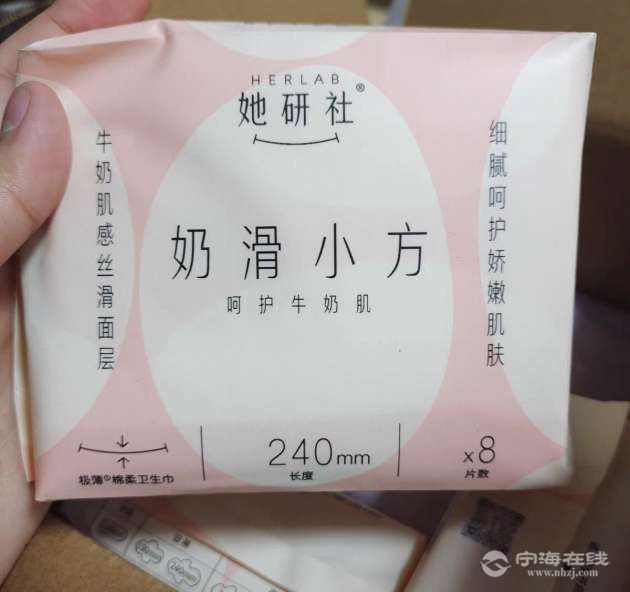 HERLAB
她研社®
牛奶肌感丝滑面层
细腻呵护娇嫩肌肤
奶滑小方
呵护牛奶肌
极薄①棉柔卫生巾
240mm
长度
x8
片数
宁海在线
www.nhzj.com